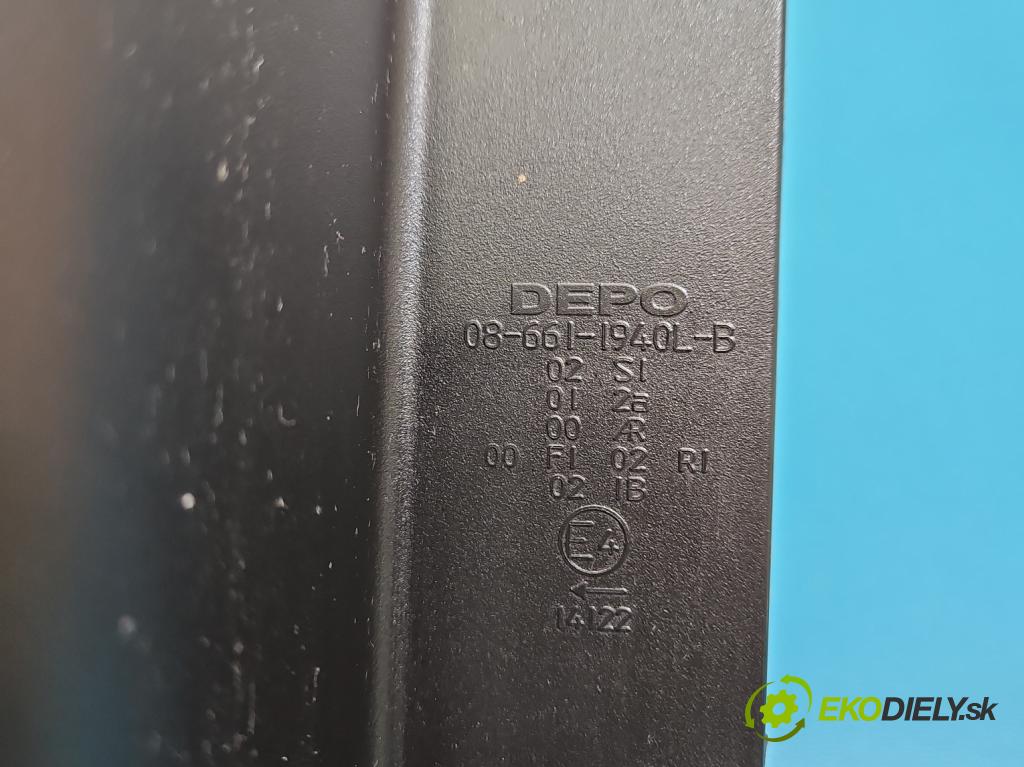 DEPO
08-661-1940L-B
02 S1
01 2a
00 AR
00 F1 02 R1
02 1B
E4
←
14122
EKODIELY.sk